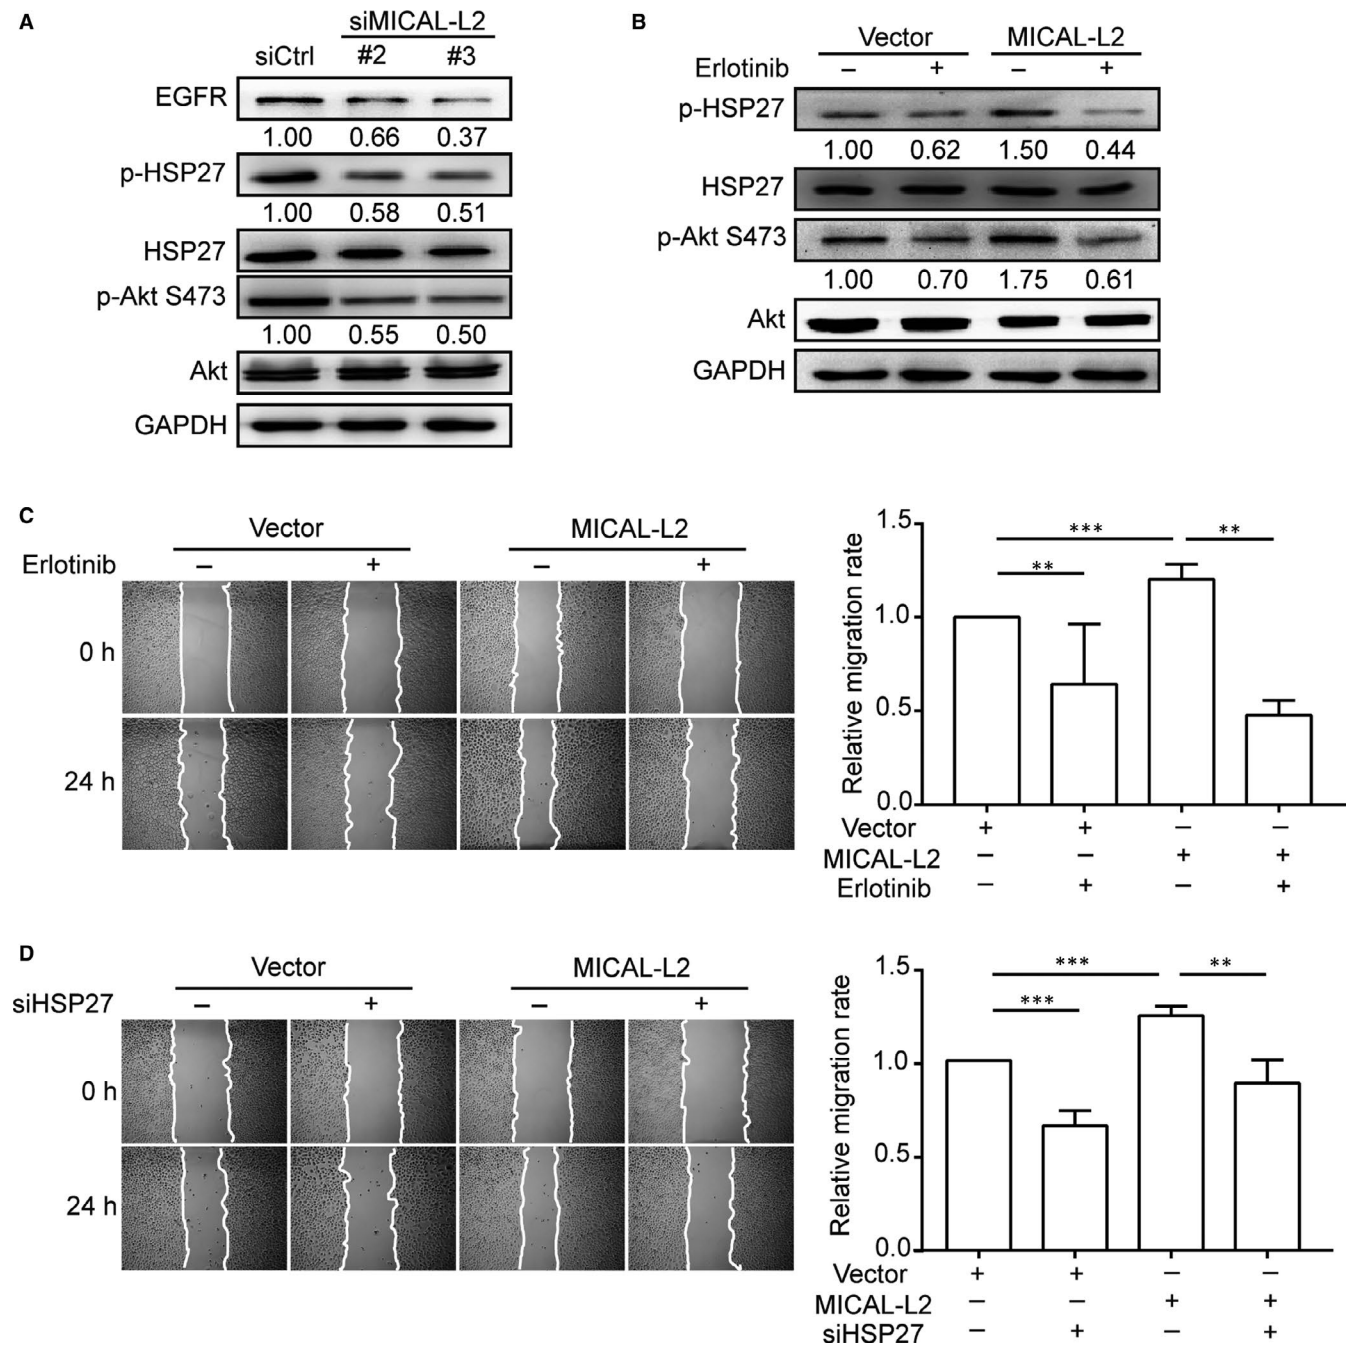 A
siMICAL-L2
siCtrl #2 #3
EGFR
1.00 0.66 0.37
p-HSP27
1.00 0.58 0.51
HSP27
p-Akt S473
1.00 0.55 0.50
Akt
GAPDH
B
Vector MICAL-L2
Erlotinib − + − +
p-HSP27
1.00 0.62 1.50 0.44
HSP27
p-Akt S473
1.00 0.70 1.75 0.61
Akt
GAPDH
C
Vector MICAL-L2
Erlotinib − + − +
0 h
24 h
Relative migration rate
1.5
1.0
0.5
0.0
*** **
**
Vector + + − −
MICAL-L2 − − + +
Erlotinib − + − +
D
Vector MICAL-L2
siHSP27 − + − +
0 h
24 h
Relative migration rate
1.5
1.0
0.5
0.0
*** **
***
Vector + + − −
MICAL-L2 − − + +
siHSP27 − + − +